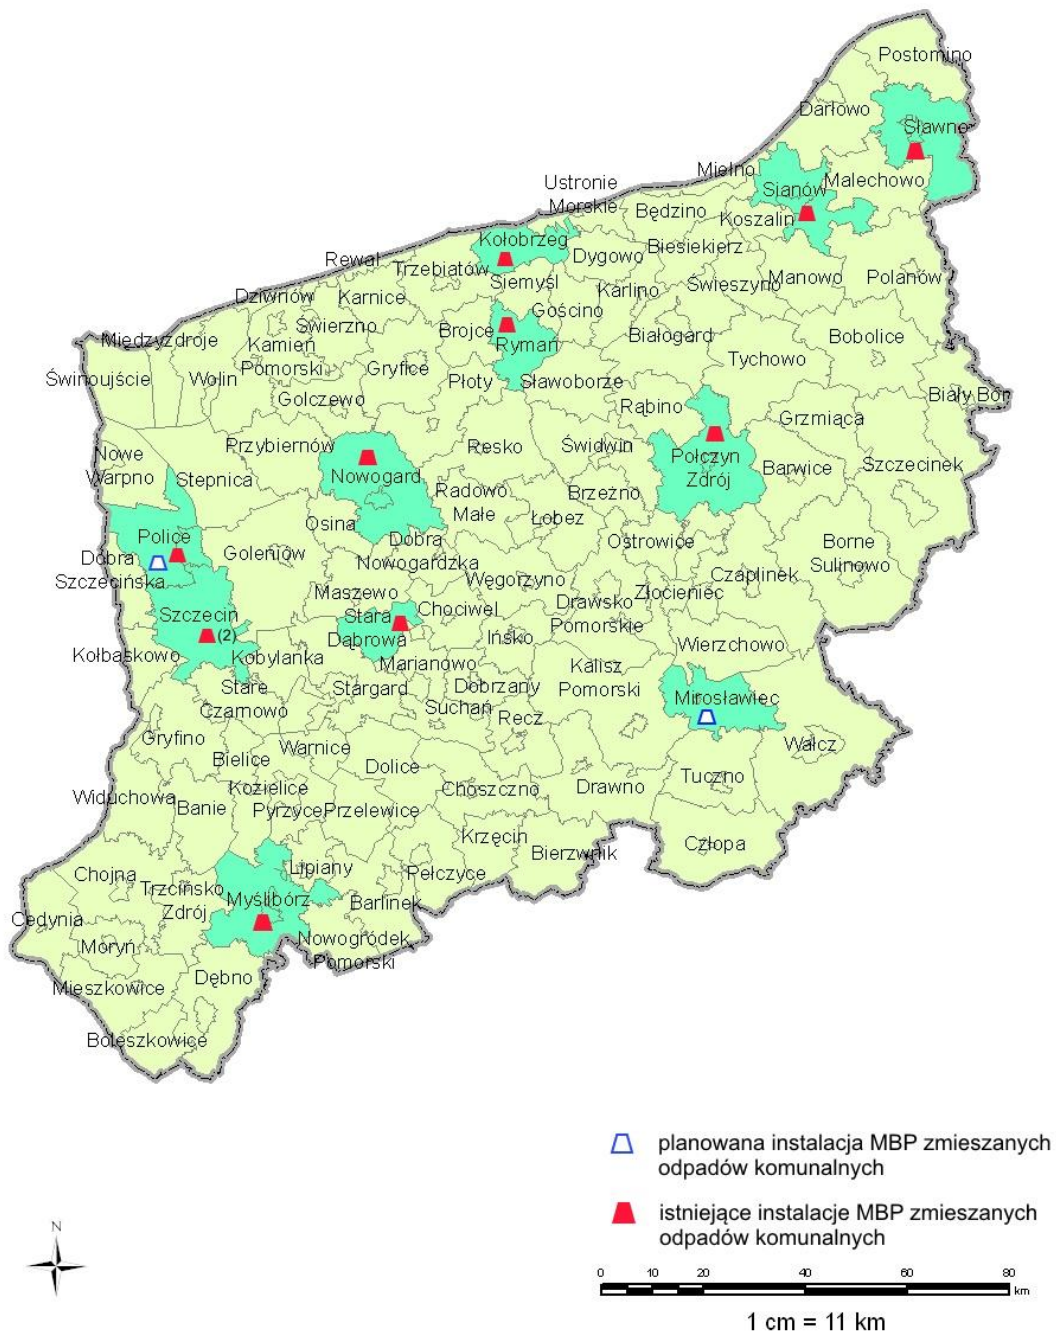 Postomino
Darłowo
Sławno
Mielno
Sianów
Malechowo
Ustronie
Morskie
Będzino
Koszalin
Kołobrzeg
Dygowo
Biesiekierz
Rewal
Trzebiatów
Siemyśl
Karlino
Świeszyno
Manowo
Polanów
Dziwnów
Karnice
Gościno
Świerzno
Brojce
Rymań
Białogard
Bobolice
Międzyzdroje
Kamień
Pomorski
Gryfice
Tychowo
Świnoujście
Wolin
Płoty
Sławoborze
Biały Bór
Golczewo
Rąbino
Grzmiąca
Przybiernów
Resko
Świdwin
Nowe
Warpno
Stepnica
Nowogard
Połczyn
Zdrój
Barwice
Szczecinek
Radowo
Małe
Brzeżno
Osina
Łobez
Police
Dobra
Nowogardzka
Ostrowice
Borne
Sulinowo
Dobra
Szczecińska
Goleniów
Węgorzyno
Czaplinek
Maszewo
Złocieniec
Szczecin
(2)
Stara
Dąbrowa
Chociwel
Drawsko
Pomorskie
Ińsko
Wierzchowo
Kołbaskowo
Kobylanka
Marianowo
Kalisz
Pomorski
Stare
Czarnowo
Stargard
Dobrzany
Suchań
Mirosławiec
Recz
Gryfino
Warnice
Wałcz
Bielice
Dolice
Tuczno
Widuchowa
Kozielice
Choszczno
Drawno
Banie
Pyrzyce
Przelewice
Krzęcin
Bierzwnik
Człopa
Chojna
Lipiany
Pełczyce
Trzcińsko
Zdrój
Myślibórz
Barlinek
Cedynia
Moryń
Nowogródek
Pomorski
Mieszkowice
Dębno
Boleszkowice
planowana instalacja MBP zmieszanych
odpadów komunalnych
istniejące instalacje MBP zmieszanych
odpadów komunalnych
N
0 10 20 40 60 80
km
1 cm = 11 km